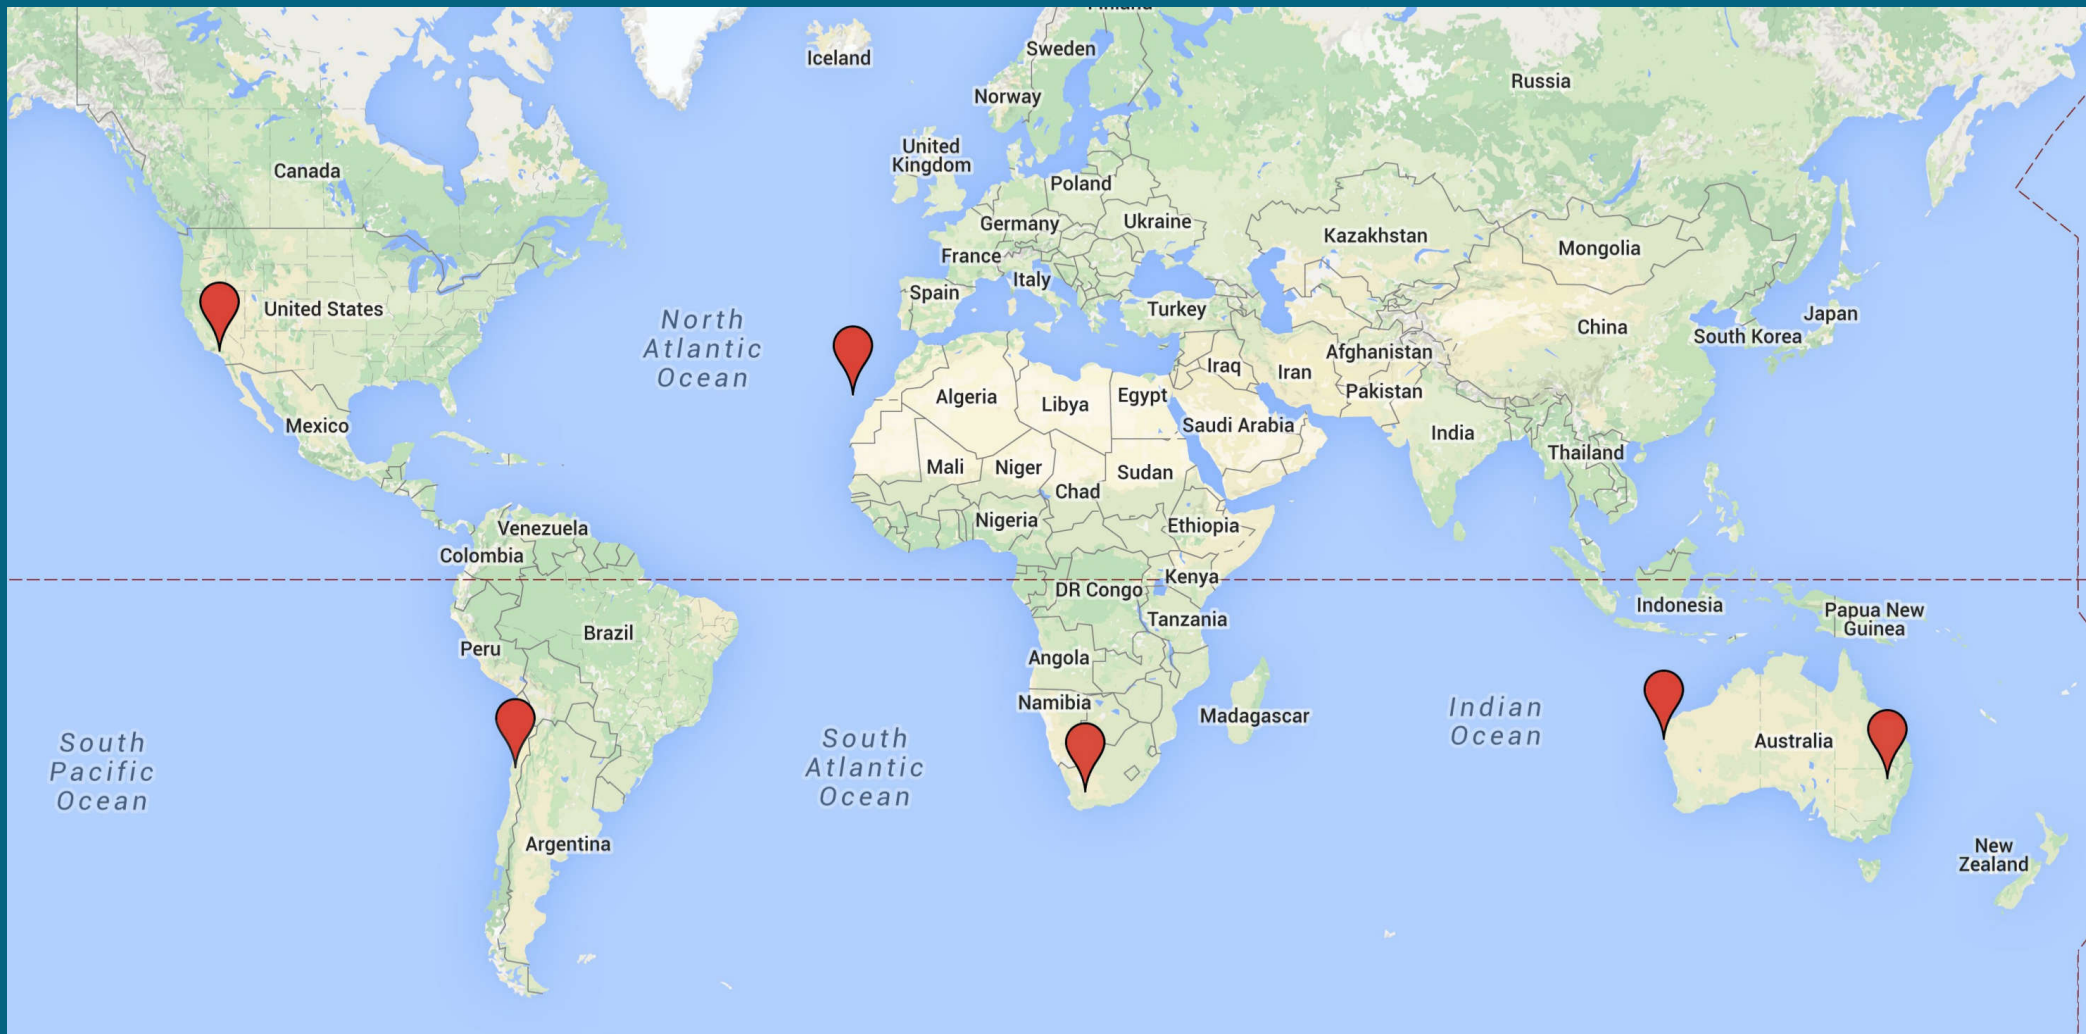 Finland
Iceland
Sweden
Norway
Russia
United
Kingdom
Canada
Poland
Germany
Ukraine
Kazakhstan
Mongolia
France
Italy
Spain
United States
Turkey
Japan
South Korea
China
North
Atlantic
Ocean
Iraq
Iran
Afghanistan
Pakistan
Algeria
Libya
Egypt
Saudi Arabia
Mexico
India
Thailand
Mali
Niger
Chad
Sudan
Nigeria
Ethiopia
Venezuela
Colombia
Kenya
DR Congo
Tanzania
Indonesia
Papua New
Guinea
Brazil
Peru
Angola
Namibia
Madagascar
Indian
Ocean
Australia
South
Pacific
Ocean
South
Atlantic
Ocean
Argentina
New
Zealand